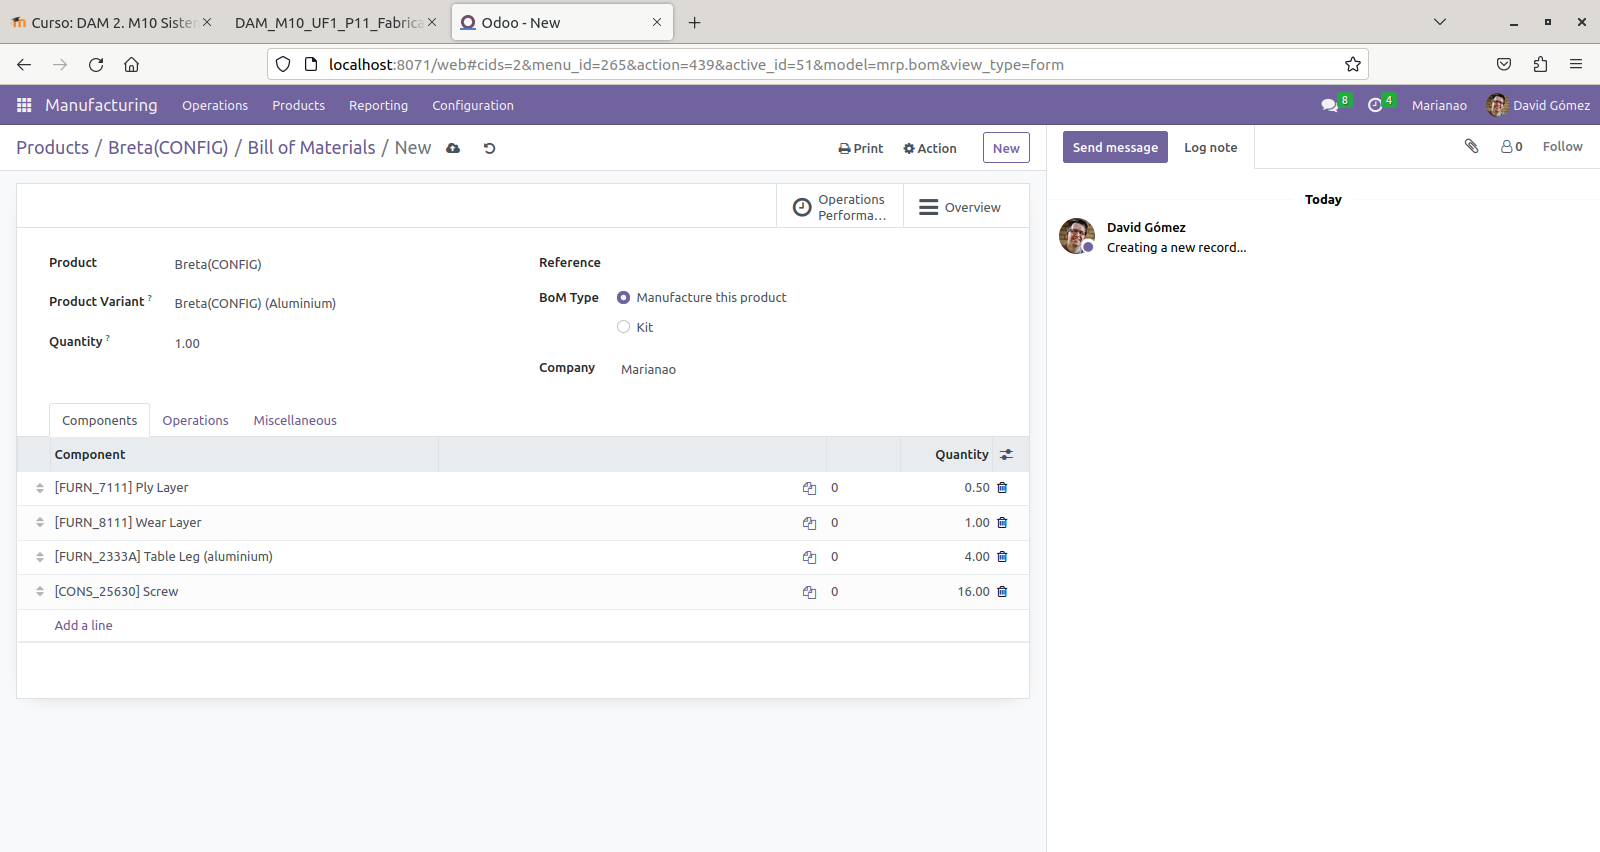 Curso: DAM 2. M10 Sister
DAM_M10_UF1_P11_Fabrica
Odoo - New
localhost:8071/web#cids=2&menu_id=265&action=439&active_id=51&model=mrp.bom&view_type=form
Manufacturing Operations Products Reporting Configuration 8 4 Marianao David Gómez
Products / Breta(CONFIG) / Bill of Materials / New
Print Action New
Send message Log note 0 Follow
Operations Performa...
Overview
Product Breta(CONFIG)
Product Variant ? Breta(CONFIG) (Aluminium)
Quantity ? 1.00
Reference
BoM Type Manufacture this product
Kit
Company Marianao
Components Operations Miscellaneous
Component Quantity
[FURN_7111] Ply Layer 0 0.50
[FURN_8111] Wear Layer 0 1.00
[FURN_2333A] Table Leg (aluminium) 0 4.00
[CONS_25630] Screw 0 16.00
Add a line
Today
David Gómez
Creating a new record...